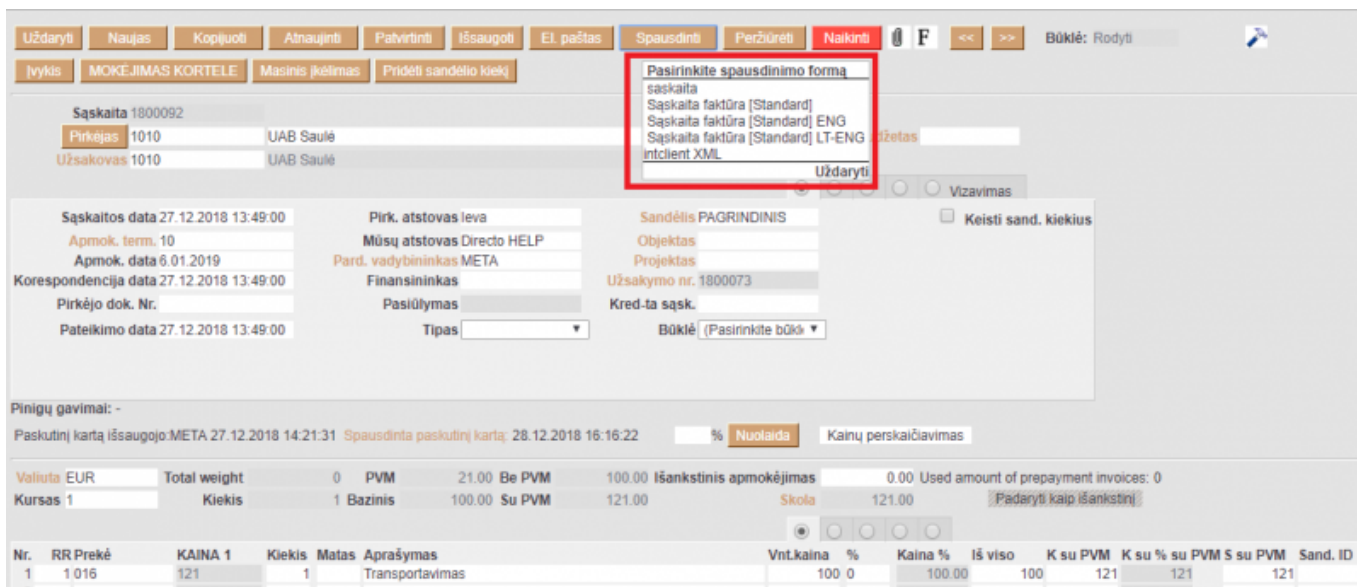 Uždaryti Naujas Kopijuoti Atnaujinti Patvirtinti Išsaugoti El. paštas Spausdinti Peržiūrėti Naikinti F << >> Būklė: Rodyti
Įvykis MOKĖJIMAS KORTELE Masinis įkėlimas Pridėti sandėlio kiekį
Pasirinkite spausdinimo formą
saskaita
Sąskaita faktūra [Standard]
Sąskaita faktūra [Standard] ENG
Sąskaita faktūra [Standard] LT-ENG
intclient XML
Uždaryti
Sąskaita 1800092
Pirkėjas 1010 UAB Saulė
Užsakovas 1010 UAB Saulė
Vizavimas
Sąskaitos data 27.12.2018 13:49:00 Pirk. atstovas Ieva Sandėlis PAGRINDINIS Keisti sand. kiekius
Apmok. term. 10 Mūsų atstovas Directo HELP Objektas
Apmok. data 6.01.2019 Pard. vadybininkas META Projektas
Korespondencija data 27.12.2018 13:49:00 Finansininkas Užsakymo nr. 1800073
Pirkėjo dok. Nr. Pasiūlymas Kred-ta sąsk.
Pateikimo data 27.12.2018 13:49:00 Tipas Būklė (Pasirinkite būkl
Pinigų gavimai: -
Paskutinį kartą išsaugojo:META 27.12.2018 14:21:31 Spausdinta paskutinį kartą: 28.12.2018 16:16:22 % Nuolaida Kainų perskaičiavimas
Valiuta EUR Total weight 0 PVM 21.00 Be PVM 100.00 Išankstinis apmokėjimas 0.00 Used amount of prepayment invoices: 0
Kursas 1 Kiekis 1 Bazinis 100.00 Su PVM 121.00 Skola 121.00 Padaryti kaip išankstinį
Nr. RR Prekė KAINA 1 Kiekis Matas Aprašymas Vnt.kaina % Kaina % Iš viso K su PVM K su % su PVM S su PVM Sand. ID
1 1 016 121 1 Transportavimas 100 0 100.00 100 121 121 121